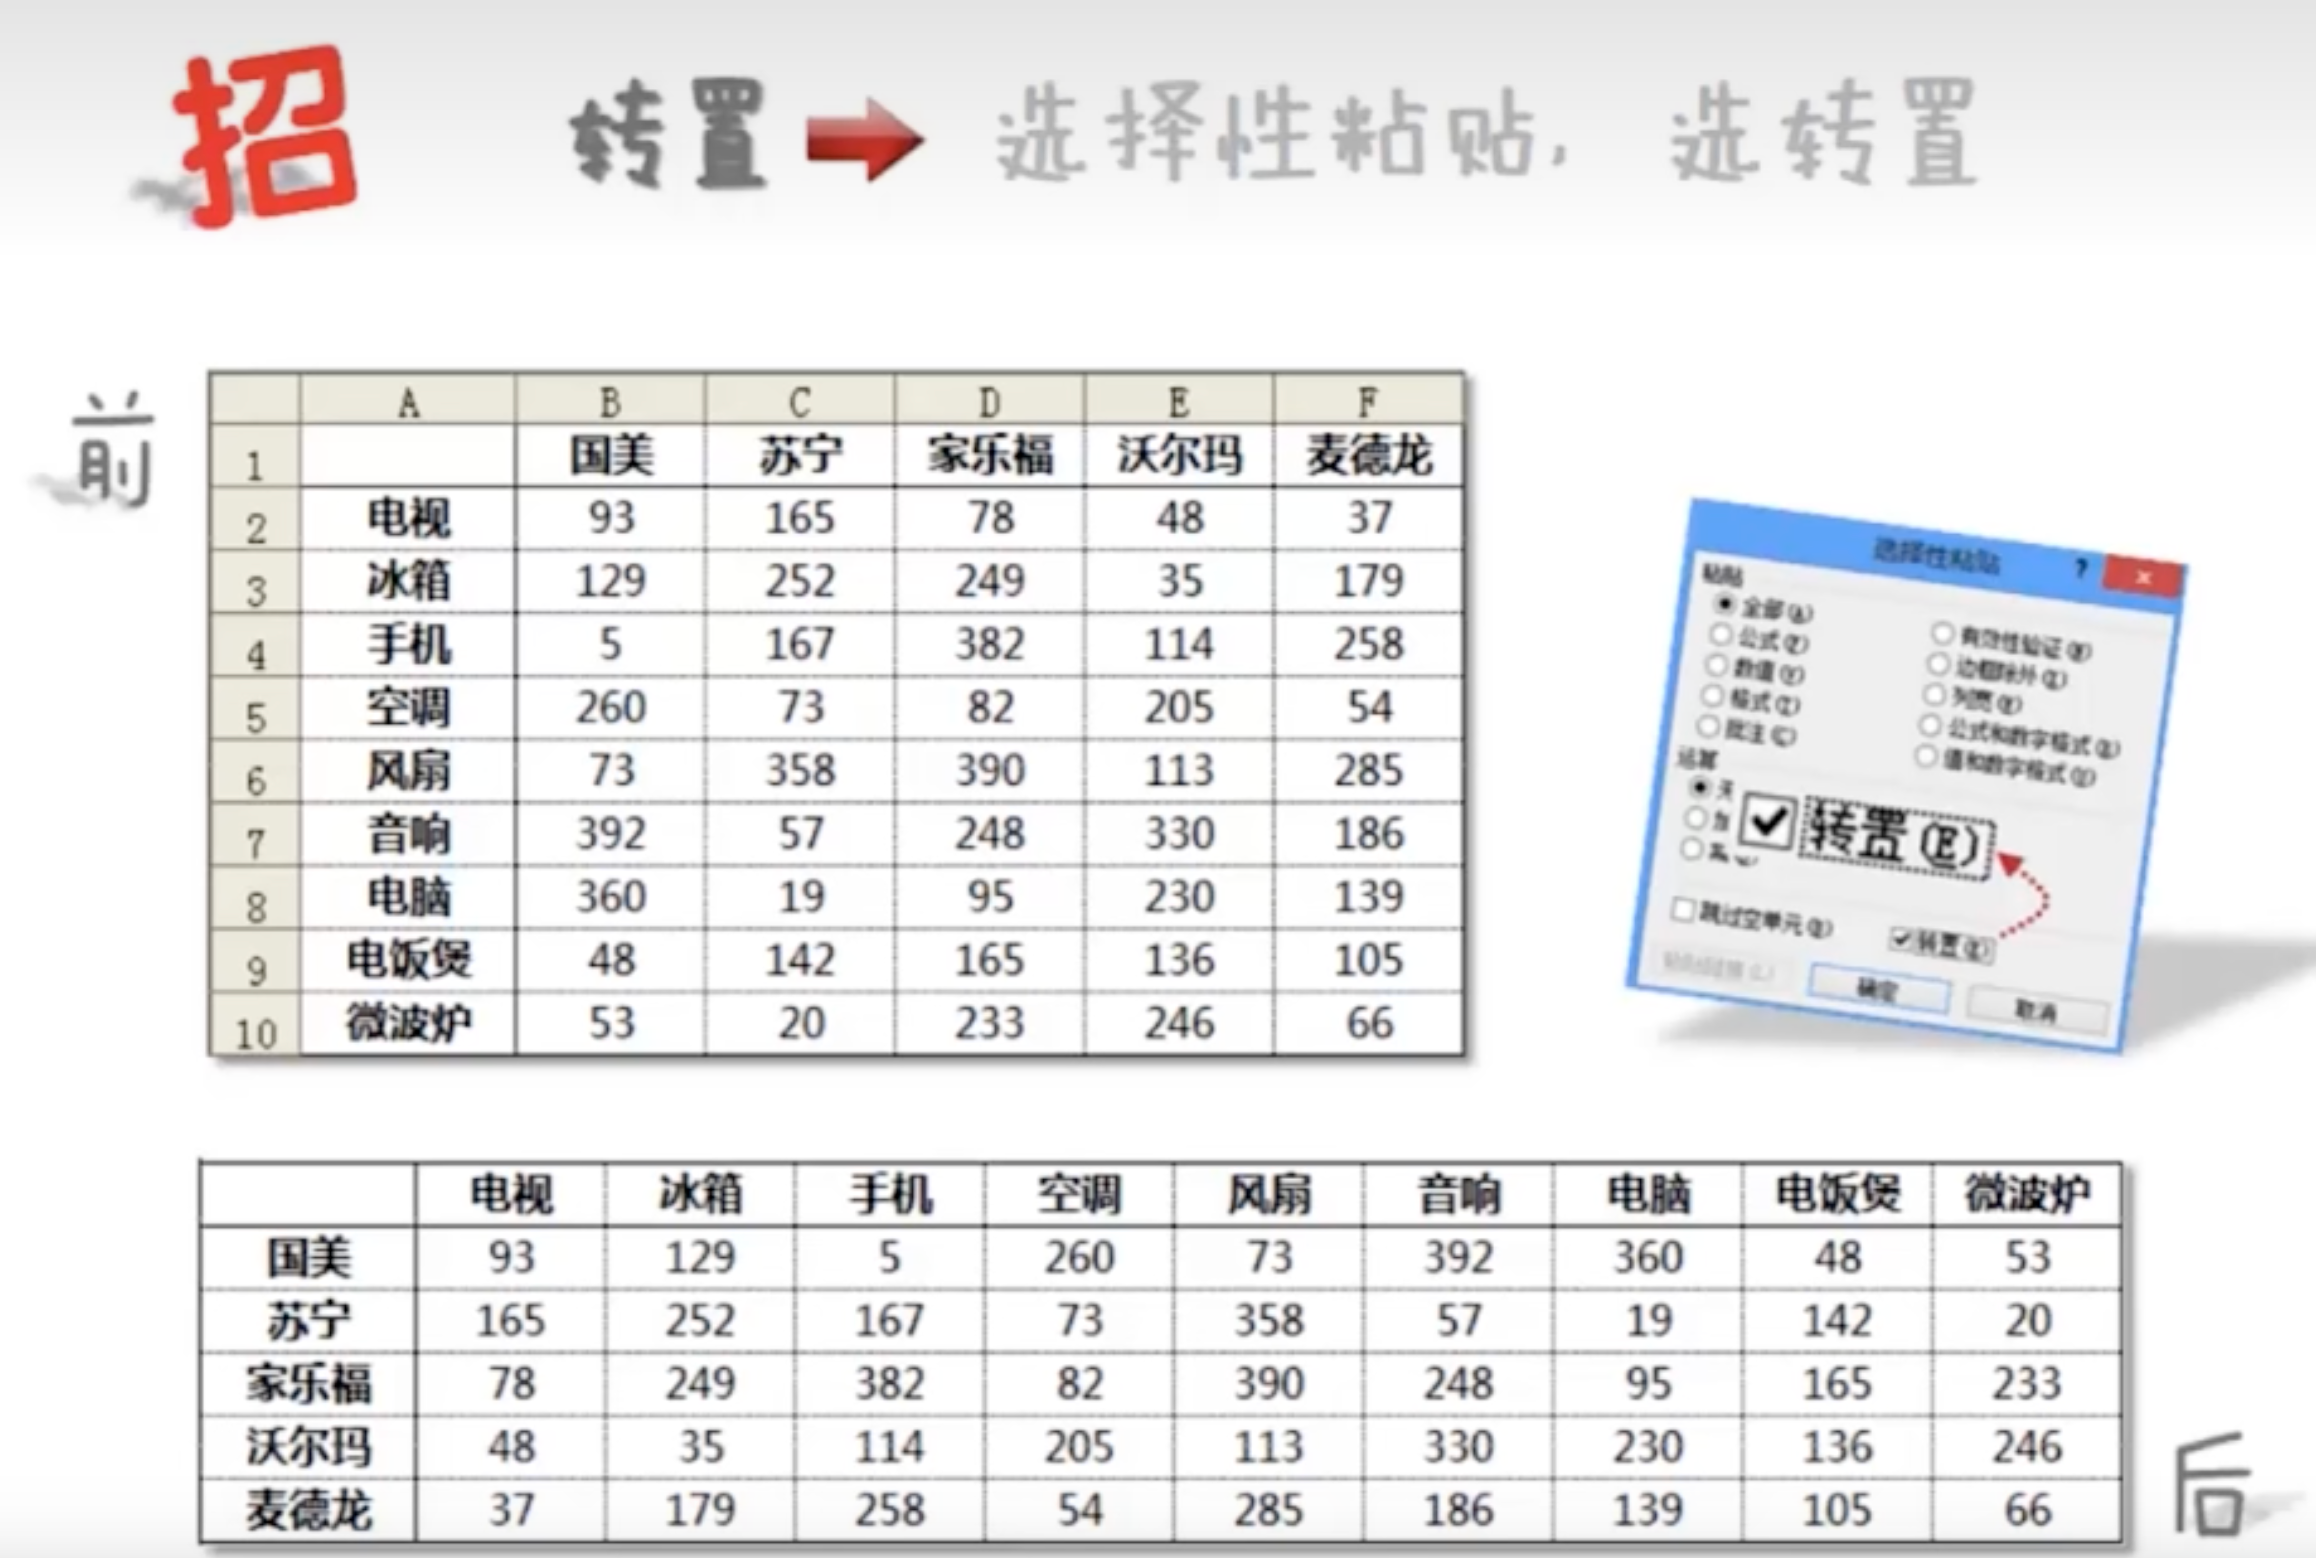 招 转置 选择性粘贴, 选转置
前
A B C D E F
1 国美 苏宁 家乐福 沃尔玛 麦德龙
2 电视 93 165 78 48 37
3 冰箱 129 252 249 35 179
4 手机 5 167 382 114 258
5 空调 260 73 82 205 54
6 风扇 73 358 390 113 285
7 音响 392 57 248 330 186
8 电脑 360 19 95 230 139
9 电饭煲 48 142 165 136 105
10 微波炉 53 20 233 246 66
选择性粘贴 ? x
粘贴
全部(A) 有效性验证(N)
公式(F) 边框除外(X)
数值(V) 列宽(W)
格式(T) 公式和数字格式(R)
批注(C) 值和数字格式(U)
运算
转置(E)
跳过空单元(B) 转置(E)
确定 取消
电视 冰箱 手机 空调 风扇 音响 电脑 电饭煲 微波炉
国美 93 129 5 260 73 392 360 48 53
苏宁 165 252 167 73 358 57 19 142 20
家乐福 78 249 382 82 390 248 95 165 233
沃尔玛 48 35 114 205 113 330 230 136 246
麦德龙 37 179 258 54 285 186 139 105 66
后